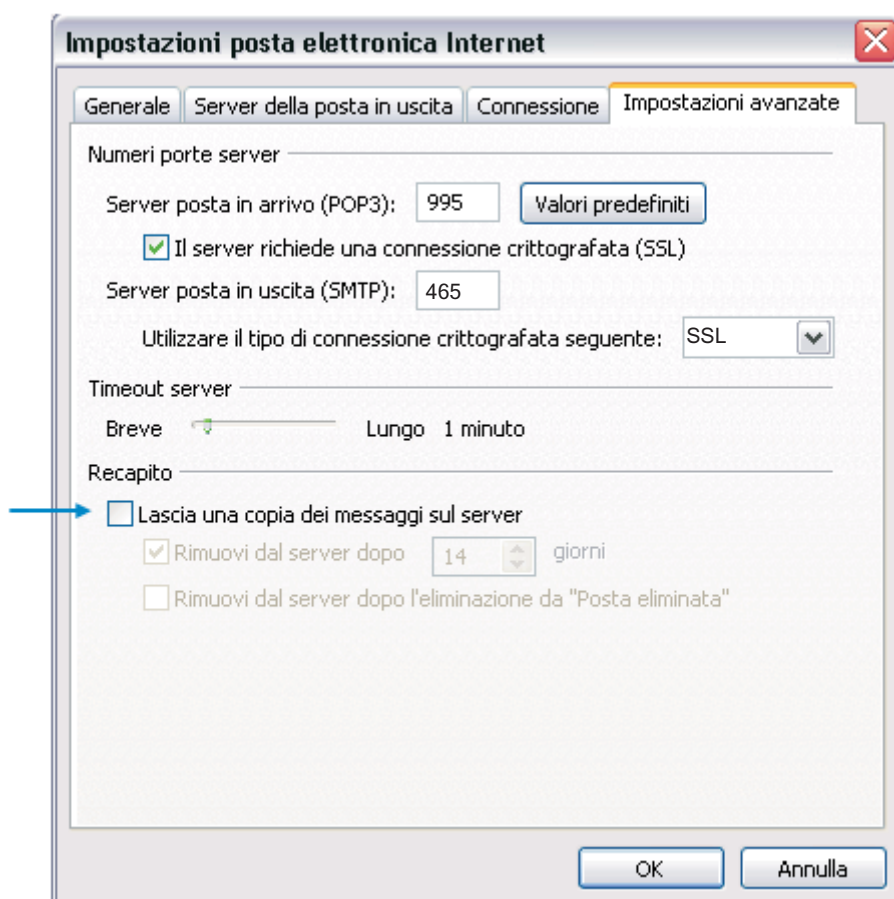 Impostazioni posta elettronica Internet
Generale Server della posta in uscita Connessione Impostazioni avanzate
Numeri porte server
Server posta in arrivo (POP3): 995 Valori predefiniti
Il server richiede una connessione crittografata (SSL)
Server posta in uscita (SMTP): 465
Utilizzare il tipo di connessione crittografata seguente: SSL
Timeout server
Breve Lungo 1 minuto
Recapito
Lascia una copia dei messaggi sul server
Rimuovi dal server dopo 14 giorni
Rimuovi dal server dopo l'eliminazione da "Posta eliminata"
OK Annulla